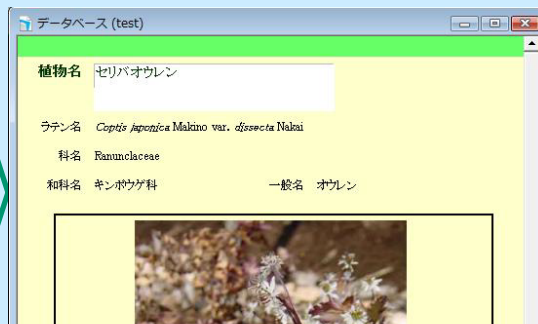 データベース (test)
植物名 セリバオウレン
ラテン名 Coptis japonica Makino var. dissecta Nakai
科名 Ranunclaceae
和科名 キンポウゲ科 一般名 オウレン